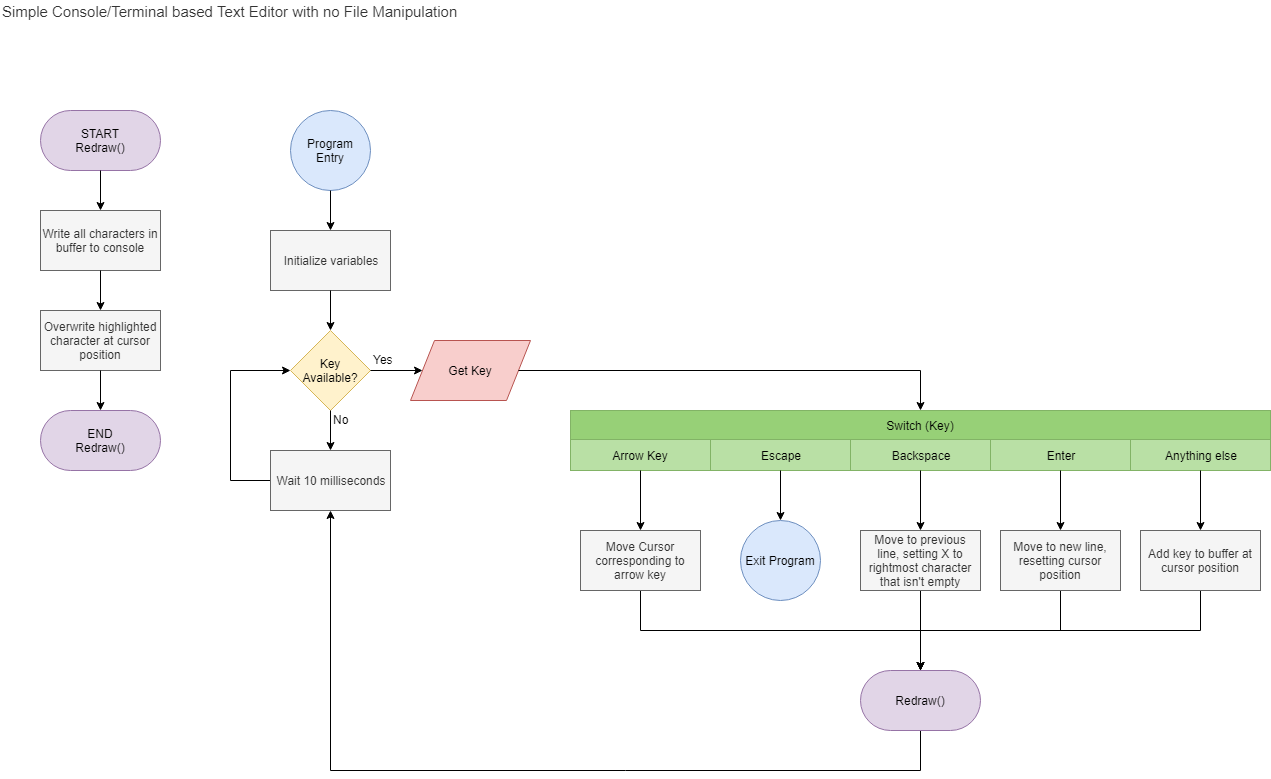 Simple Console/Terminal based Text Editor with no File Manipulation
START
Redraw()
Write all characters in
buffer to console
Overwrite highlighted
character at cursor
position
END
Redraw()
Program
Entry
Initialize variables
Key
Available?
Yes
No
Get Key
Wait 10 milliseconds
Switch (Key)
Arrow Key
Escape
Backspace
Enter
Anything else
Move Cursor
corresponding to
arrow key
Exit Program
Move to previous
line, setting X to
rightmost character
that isn't empty
Move to new line,
resetting cursor
position
Add key to buffer at
cursor position
Redraw()